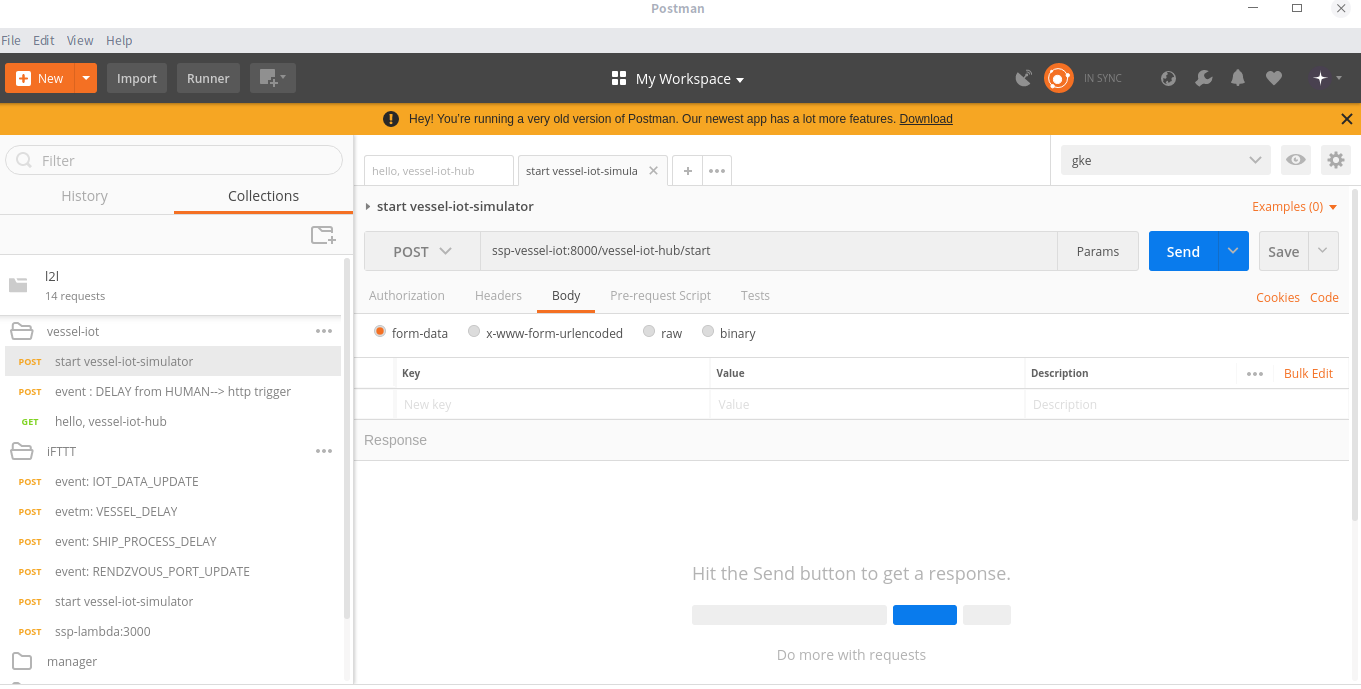 Postman
File Edit View Help
New Import Runner My Workspace IN SYNC
Hey! You're running a very old version of Postman. Our newest app has a lot more features. Download
Filter
History Collections
l2l
14 requests
vessel-iot
POST start vessel-iot-simulator
POST event : DELAY from HUMAN--> http trigger
GET hello, vessel-iot-hub
iFTTT
POST event: IOT_DATA_UPDATE
POST evetm: VESSEL_DELAY
POST event: SHIP_PROCESS_DELAY
POST event: RENDZVOUS_PORT_UPDATE
POST start vessel-iot-simulator
POST ssp-lambda:3000
manager
hello, vessel-iot-hub start vessel-iot-simula
gke
start vessel-iot-simulator Examples (0)
POST ssp-vessel-iot:8000/vessel-iot-hub/start Params Send Save
Authorization Headers Body Pre-request Script Tests Cookies Code
form-data x-www-form-urlencoded raw binary
Key Value Description Bulk Edit
New key Value Description
Response
Hit the Send button to get a response.
Do more with requests